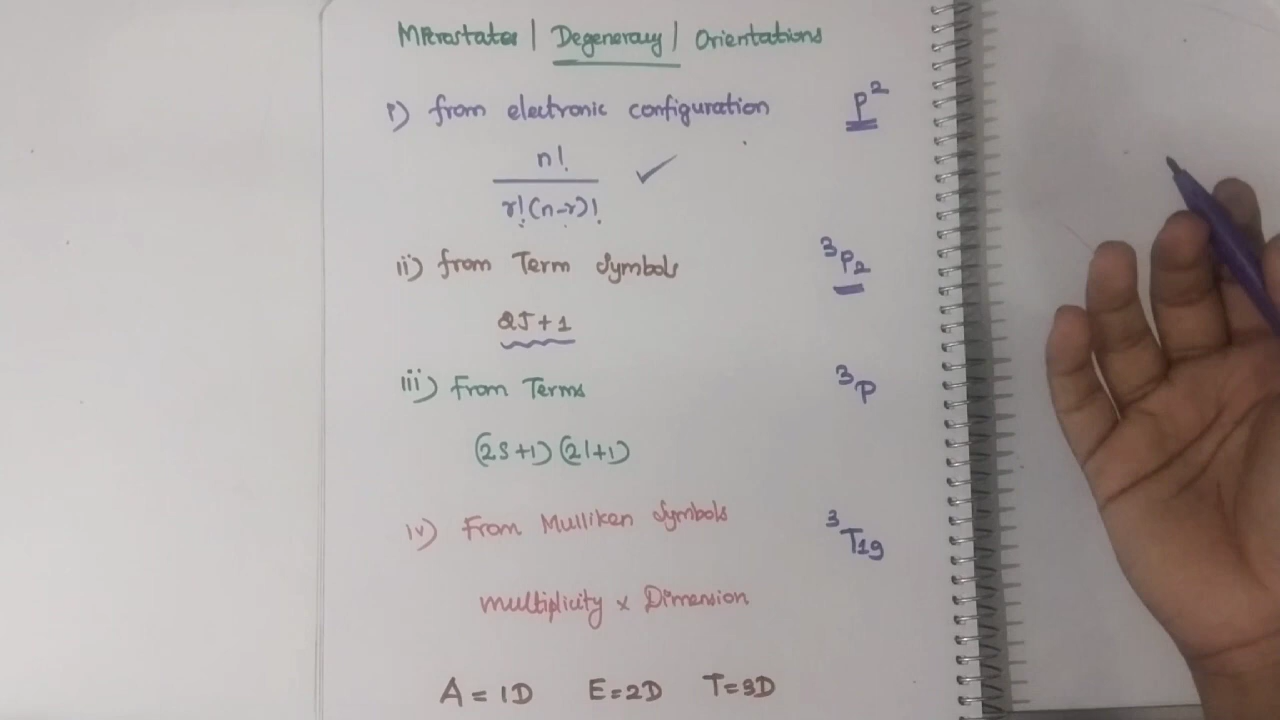 Microstates | Degeneracy | Orientations
i) from electronic configuration p²
n!
r!(n-r)!
ii) from Term Symbols ³P₂
2J+1
iii) From Terms ³P
(2S+1) (2l+1)
iv) From Mulliken Symbols ³T₁g
multiplicity × Dimension
A = 1D E=2D T=3D